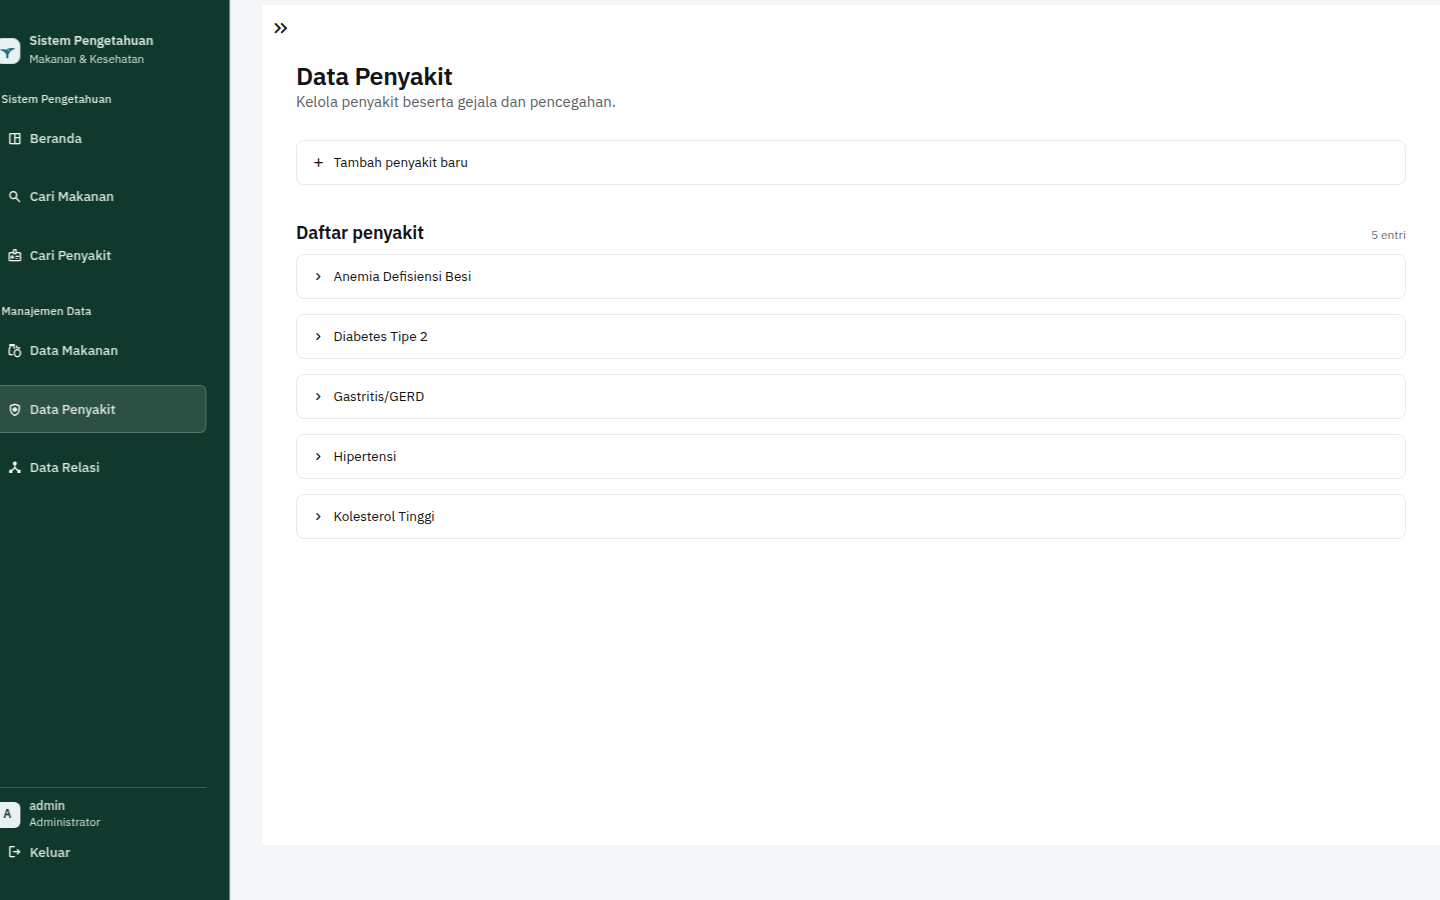 Sistem Pengetahuan
Makanan & Kesehatan
Sistem Pengetahuan
Beranda
Cari Makanan
Cari Penyakit
Manajemen Data
Data Makanan
Data Penyakit
Data Relasi
A
admin
Administrator
Keluar
Data Penyakit
Kelola penyakit beserta gejala dan pencegahan.
Tambah penyakit baru
Daftar penyakit
5 entri
Anemia Defisiensi Besi
Diabetes Tipe 2
Gastritis/GERD
Hipertensi
Kolesterol Tinggi